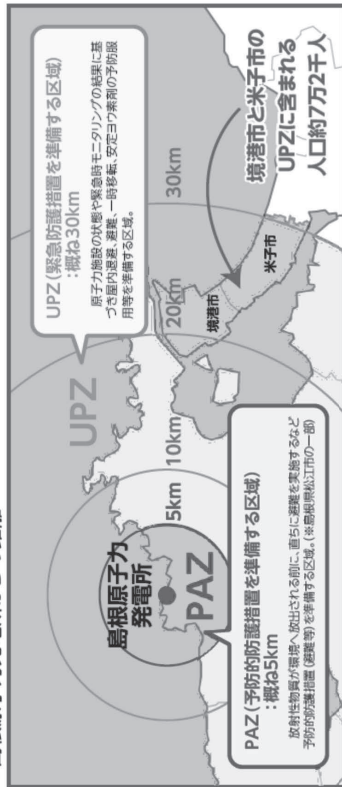 UPZ(緊急防護措置を準備する区域)
:概ね30km
原子力施設の状態や緊急時モニタリングの結果に基
づき屋内退避、避難、一時移転、安定ヨウ素剤の予防服
用等を準備する区域。
境港市と米子市の
UPZに含まれる
人口約7万2千人
UPZ
30km
20km
10km
5km
境港市
米子市
島根原子力
発電所
PAZ
PAZ(予防的防護措置を準備する区域)
:概ね5km
放射性物質が環境へ放出される前に、直ちに避難を実施するなど
予防的防護措置(避難等)を準備する区域。(※島根県松江市の一部)